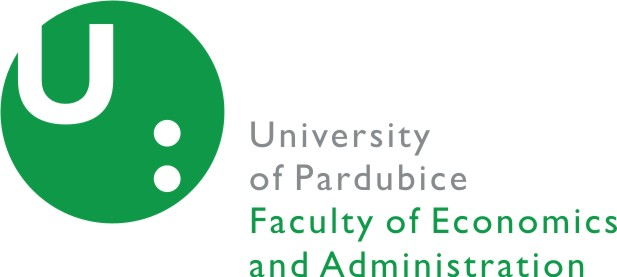 U:
University
of Pardubice
Faculty of Economics
and Administration